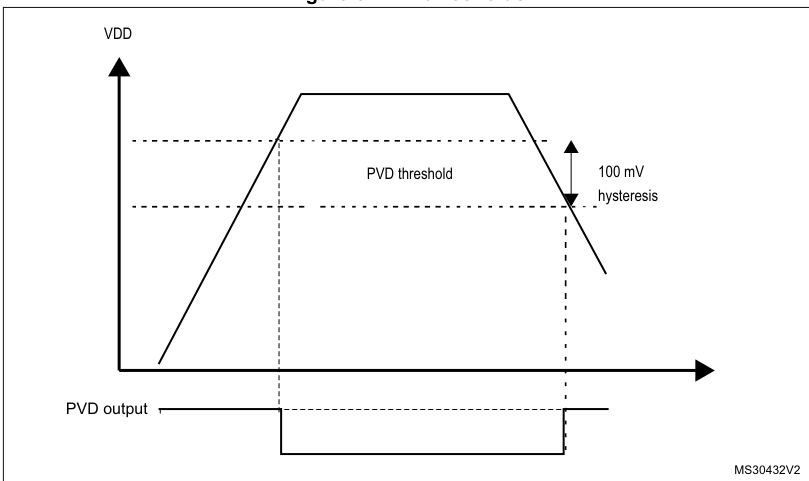 VDD
PVD threshold
100 mV
hysteresis
PVD output
MS30432V2